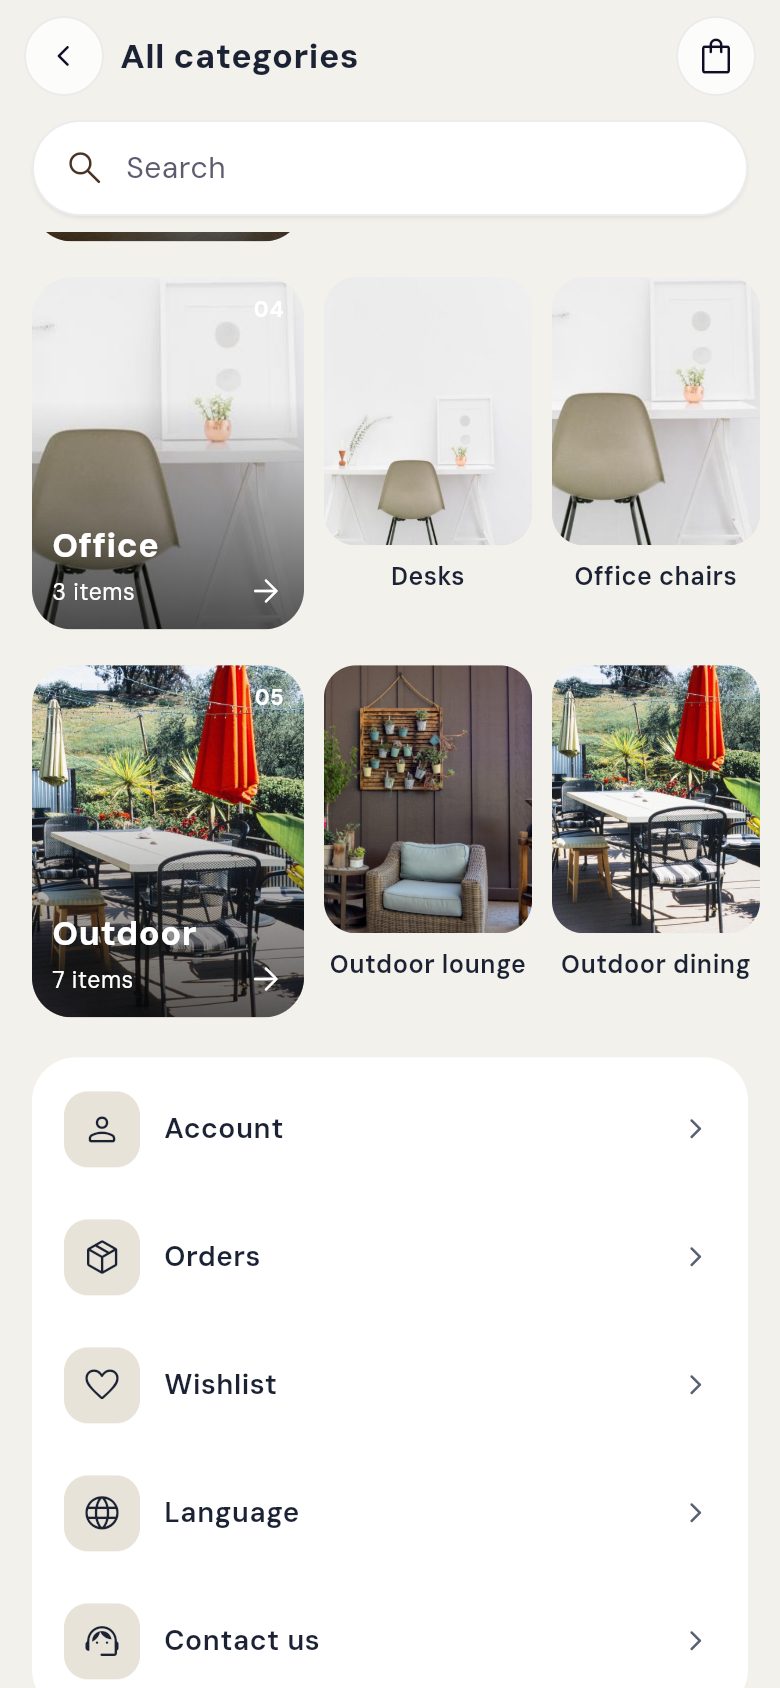 All categories
Search
04
Office
3 items
Desks
Office chairs
05
Outdoor
7 items
Outdoor lounge
Outdoor dining
Account
Orders
Wishlist
Language
Contact us